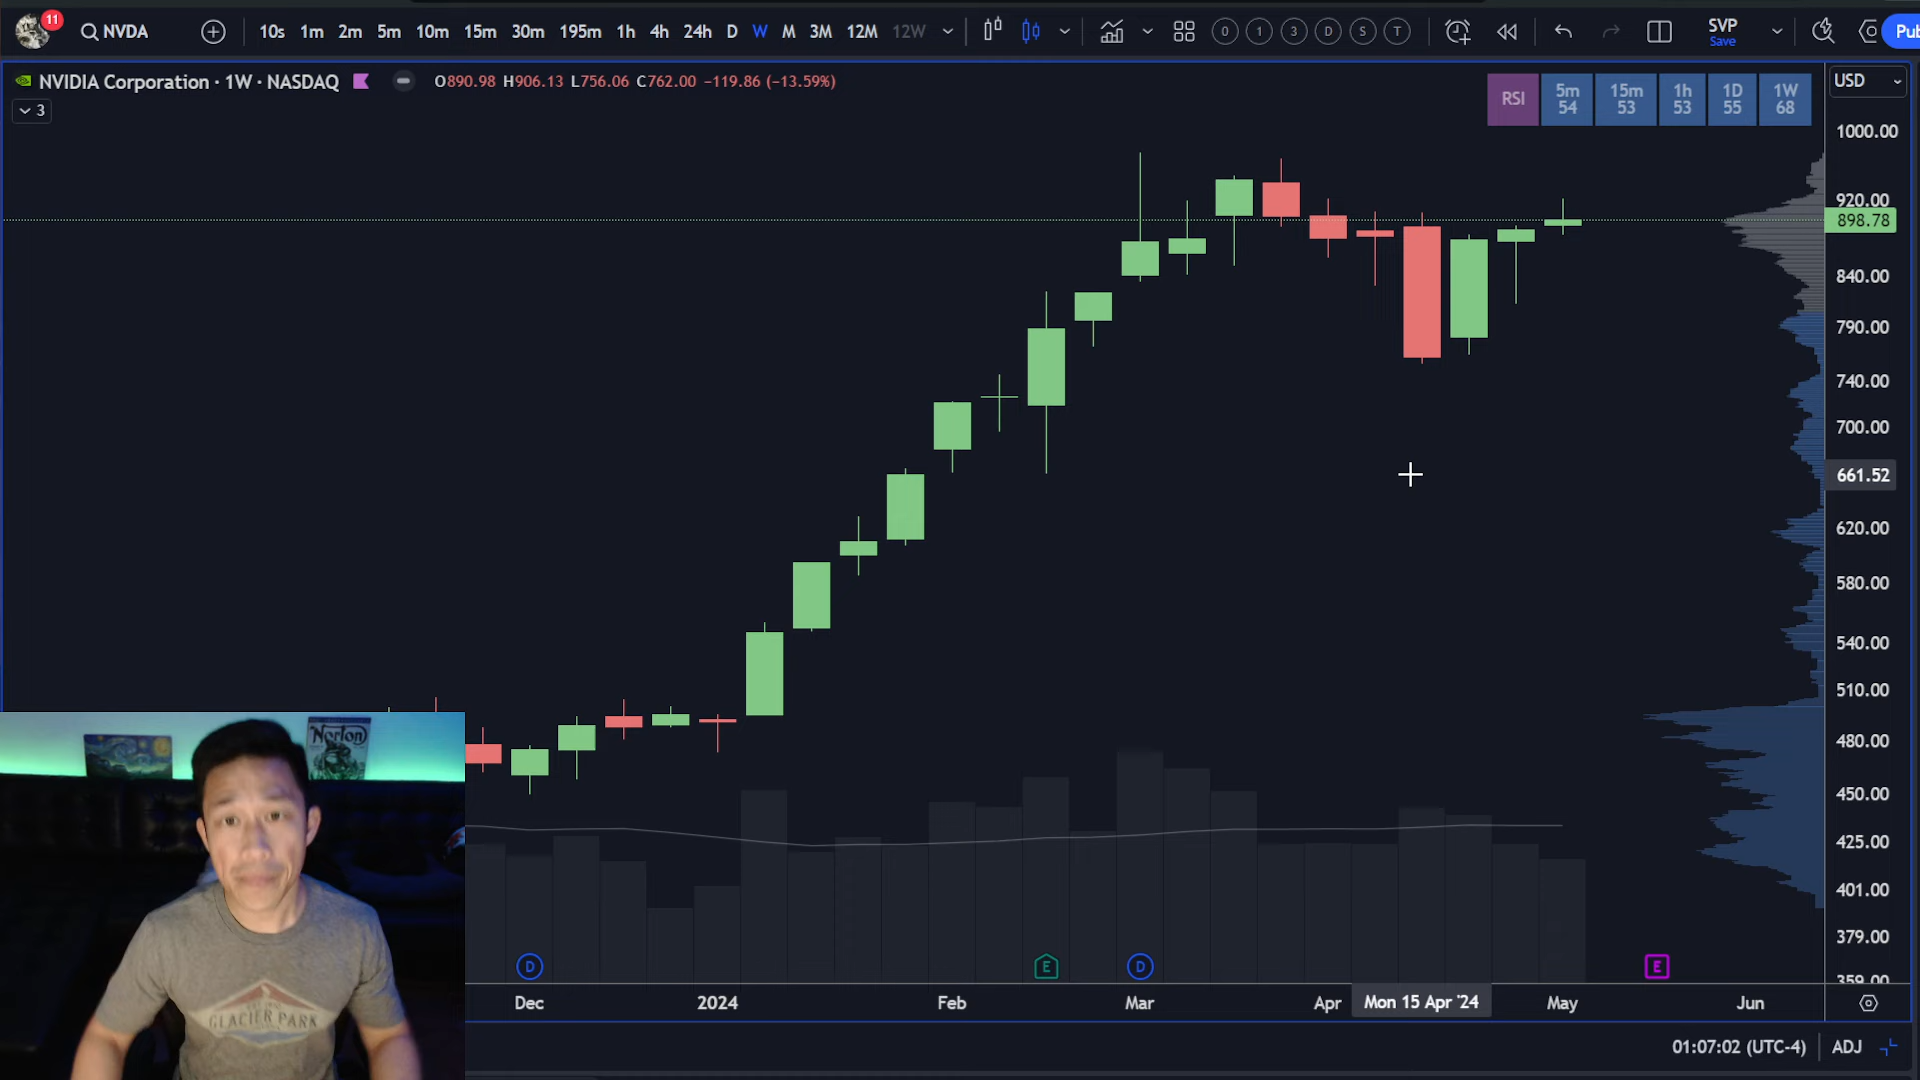 11
NVDA
10s 1m 2m 5m 10m 15m 30m 195m 1h 4h 24h D W M 3M 12M 12W
0 1 3 D S T
SVP
Save
Pub
NVIDIA Corporation · 1W · NASDAQ
O890.98 H906.13 L756.06 C762.00 −119.86 (−13.59%)
3
RSI
5m
54
15m
53
1h
53
1D
55
1W
68
USD
1000.00
920.00
898.78
840.00
790.00
740.00
700.00
661.52
620.00
580.00
540.00
510.00
480.00
450.00
425.00
401.00
379.00
359.00
Norton
GLACIER PARK
D
E
D
E
Dec
2024
Feb
Mar
Apr
Mon 15 Apr '24
May
Jun
01:07:02 (UTC-4)
ADJ